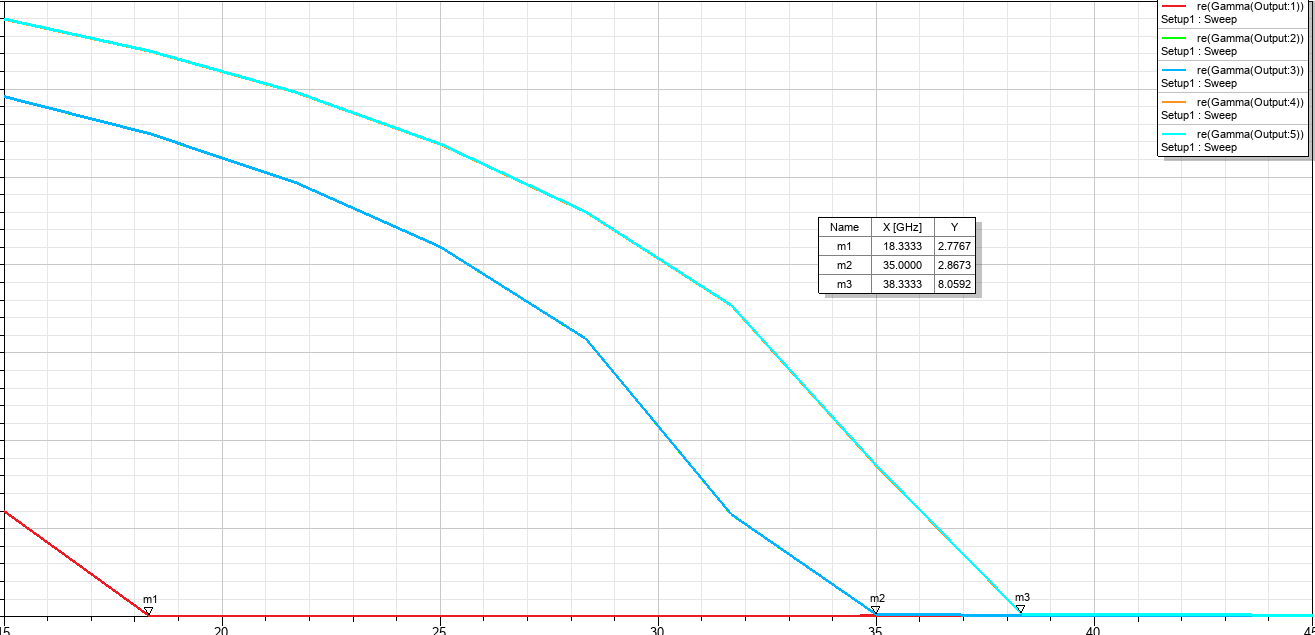 re(Gamma(Output:1))
Setup1 : Sweep
re(Gamma(Output:2))
Setup1 : Sweep
re(Gamma(Output:3))
Setup1 : Sweep
re(Gamma(Output:4))
Setup1 : Sweep
re(Gamma(Output:5))
Setup1 : Sweep
Name X [GHz] Y
m1 18.3333 2.7767
m2 35.0000 2.8673
m3 38.3333 8.0592
m1 m2 m3
20 25 30 35 40